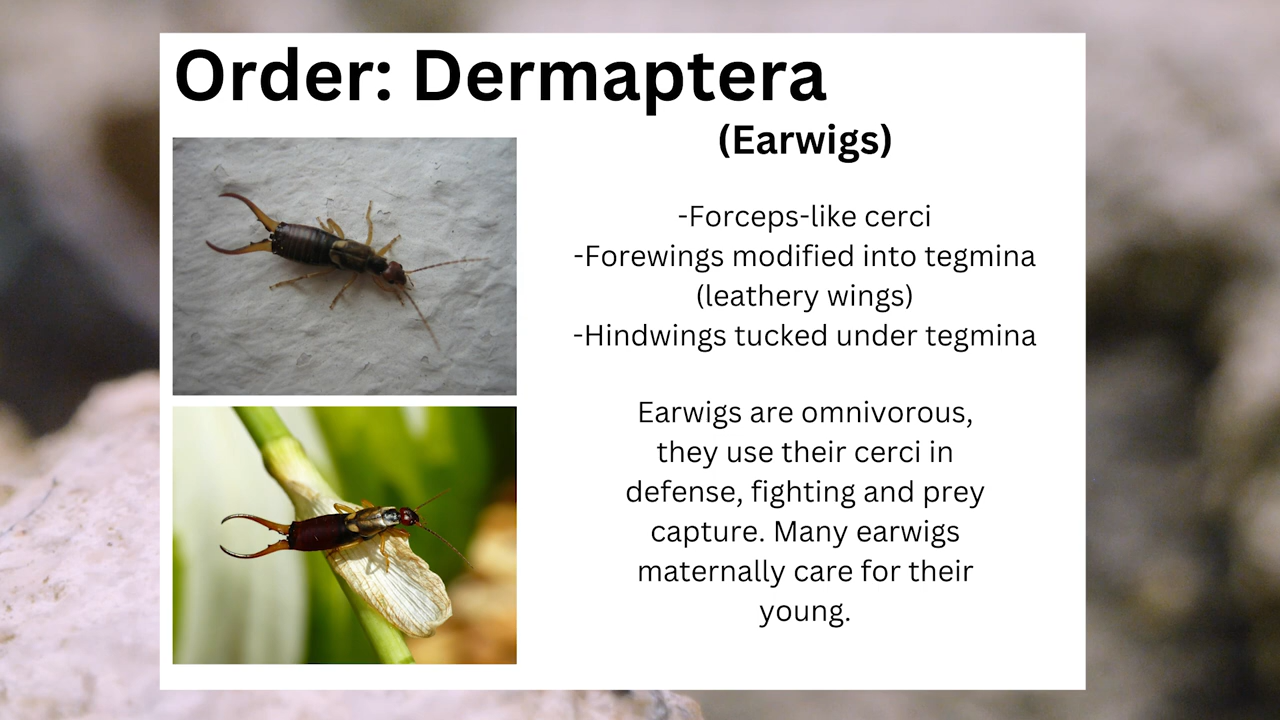 Order: Dermaptera
(Earwigs)
-Forceps-like cerci
-Forewings modified into tegmina
(leathery wings)
-Hindwings tucked under tegmina
Earwigs are omnivorous,
they use their cerci in
defense, fighting and prey
capture. Many earwigs
maternally care for their
young.